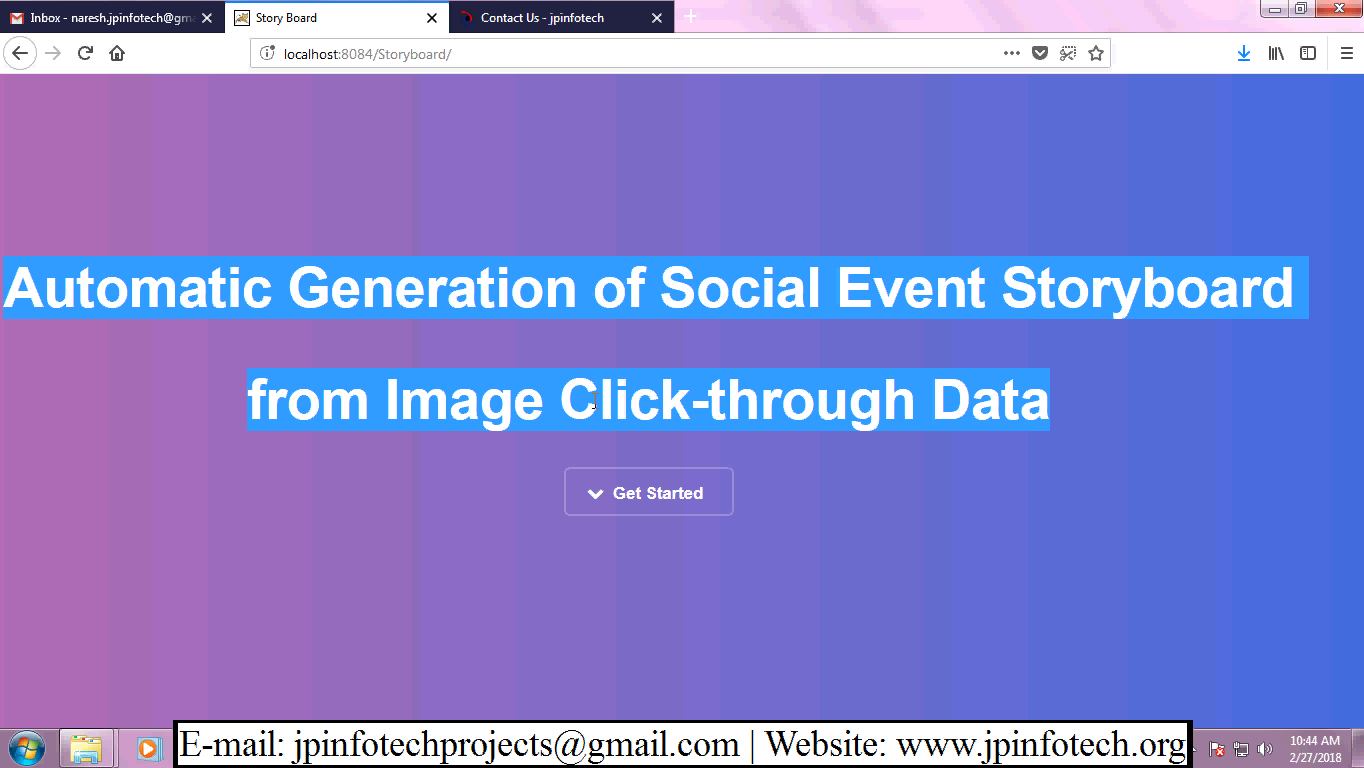 Inbox - naresh.jpinfotech@gma
Story Board
Contact Us - jpinfotech
localhost:8084/Storyboard/
Automatic Generation of Social Event Storyboard
from Image Click-through Data
Get Started
E-mail: jpinfotechprojects@gmail.com | Website: www.jpinfotech.org
10:44 AM
2/27/2018